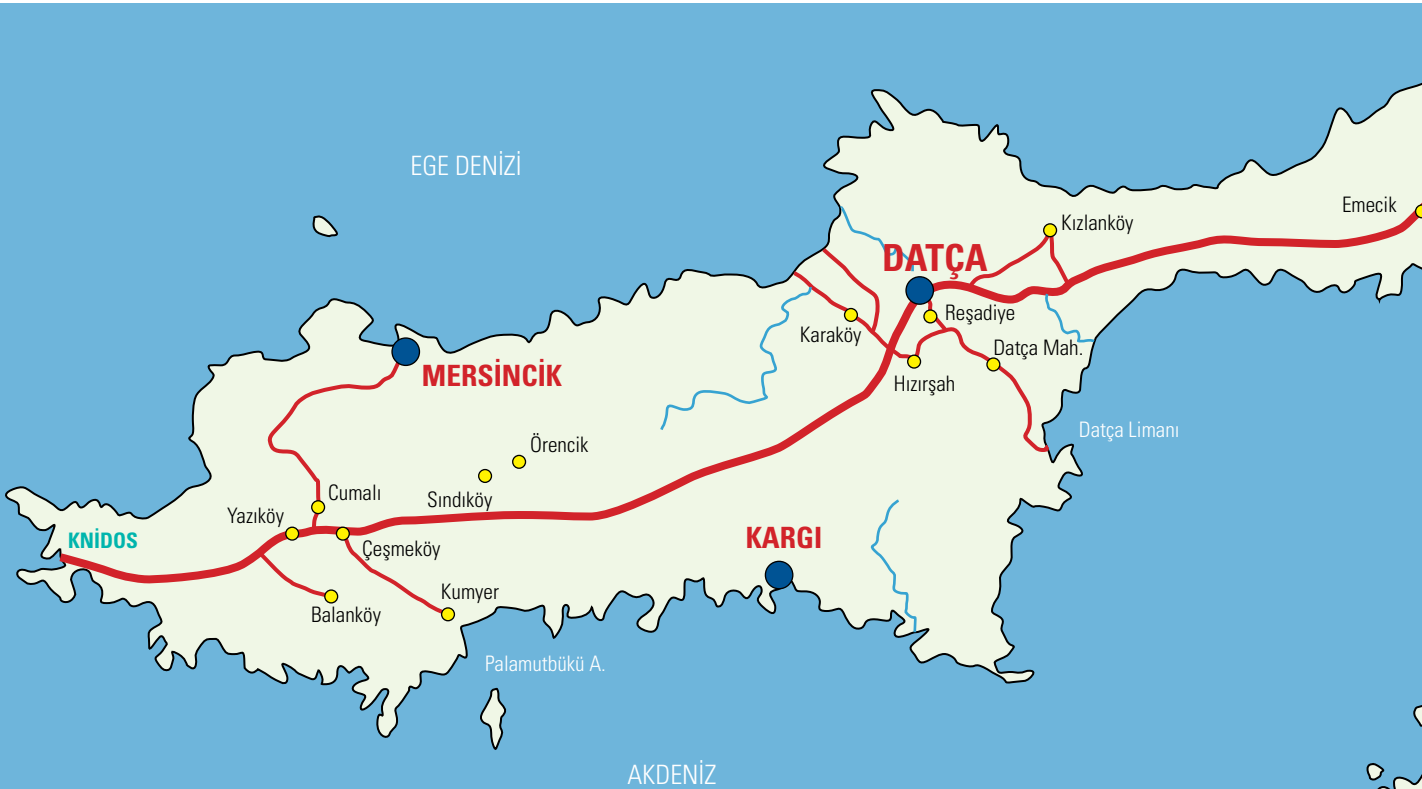 EGE DENİZİ
Emecik
Kızlanköy
DATÇA
Reşadiye
Karaköy
Datça Mah.
MERSİNCİK
Hızırşah
Datça Limanı
Örencik
Cumalı
Sındıköy
Yazıköy
KNİDOS
KARGI
Çeşmeköy
Kumyer
Balanköy
Palamutbükü A.
AKDENİZ